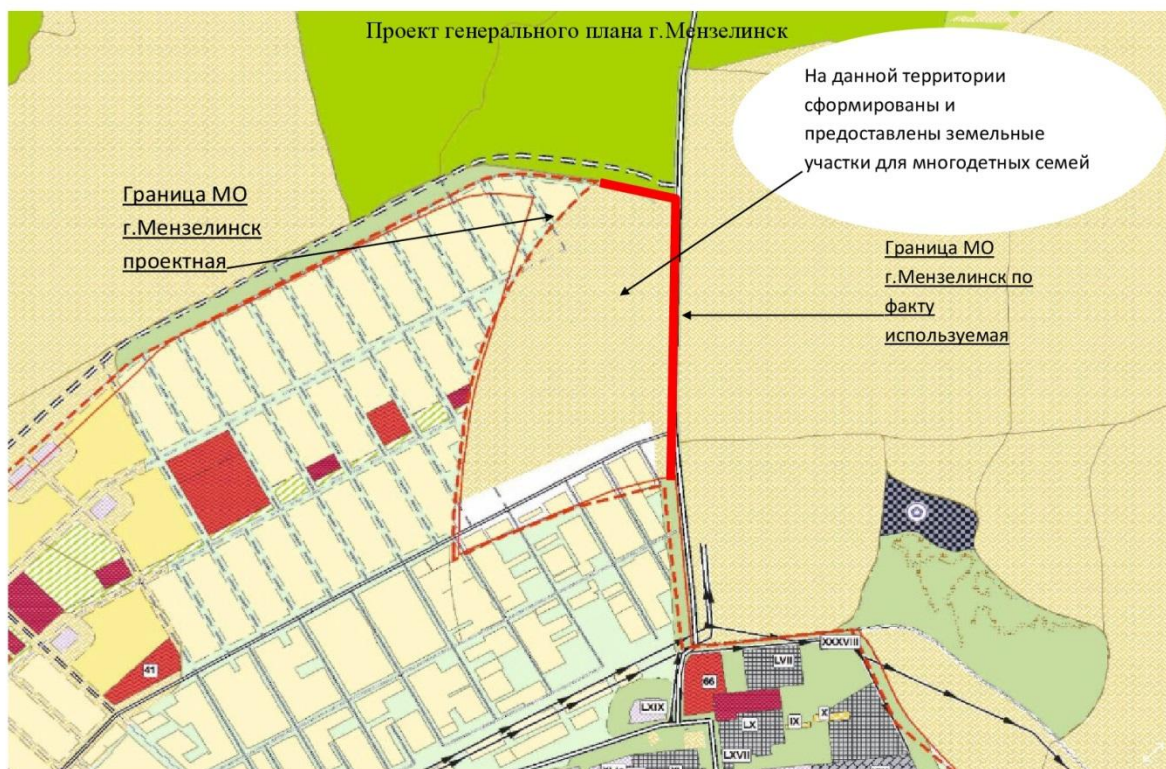 Проект генерального плана г.Мензелинск
На данной территории
сформированы и
предоставлены земельные
участки для многодетных семей
Граница МО
г.Мензелинск
проектная
Граница МО
г.Мензелинск по
факту
используемая
41
66
LVII
XXXVIII
LXIX
LX
IX
X
LXVII